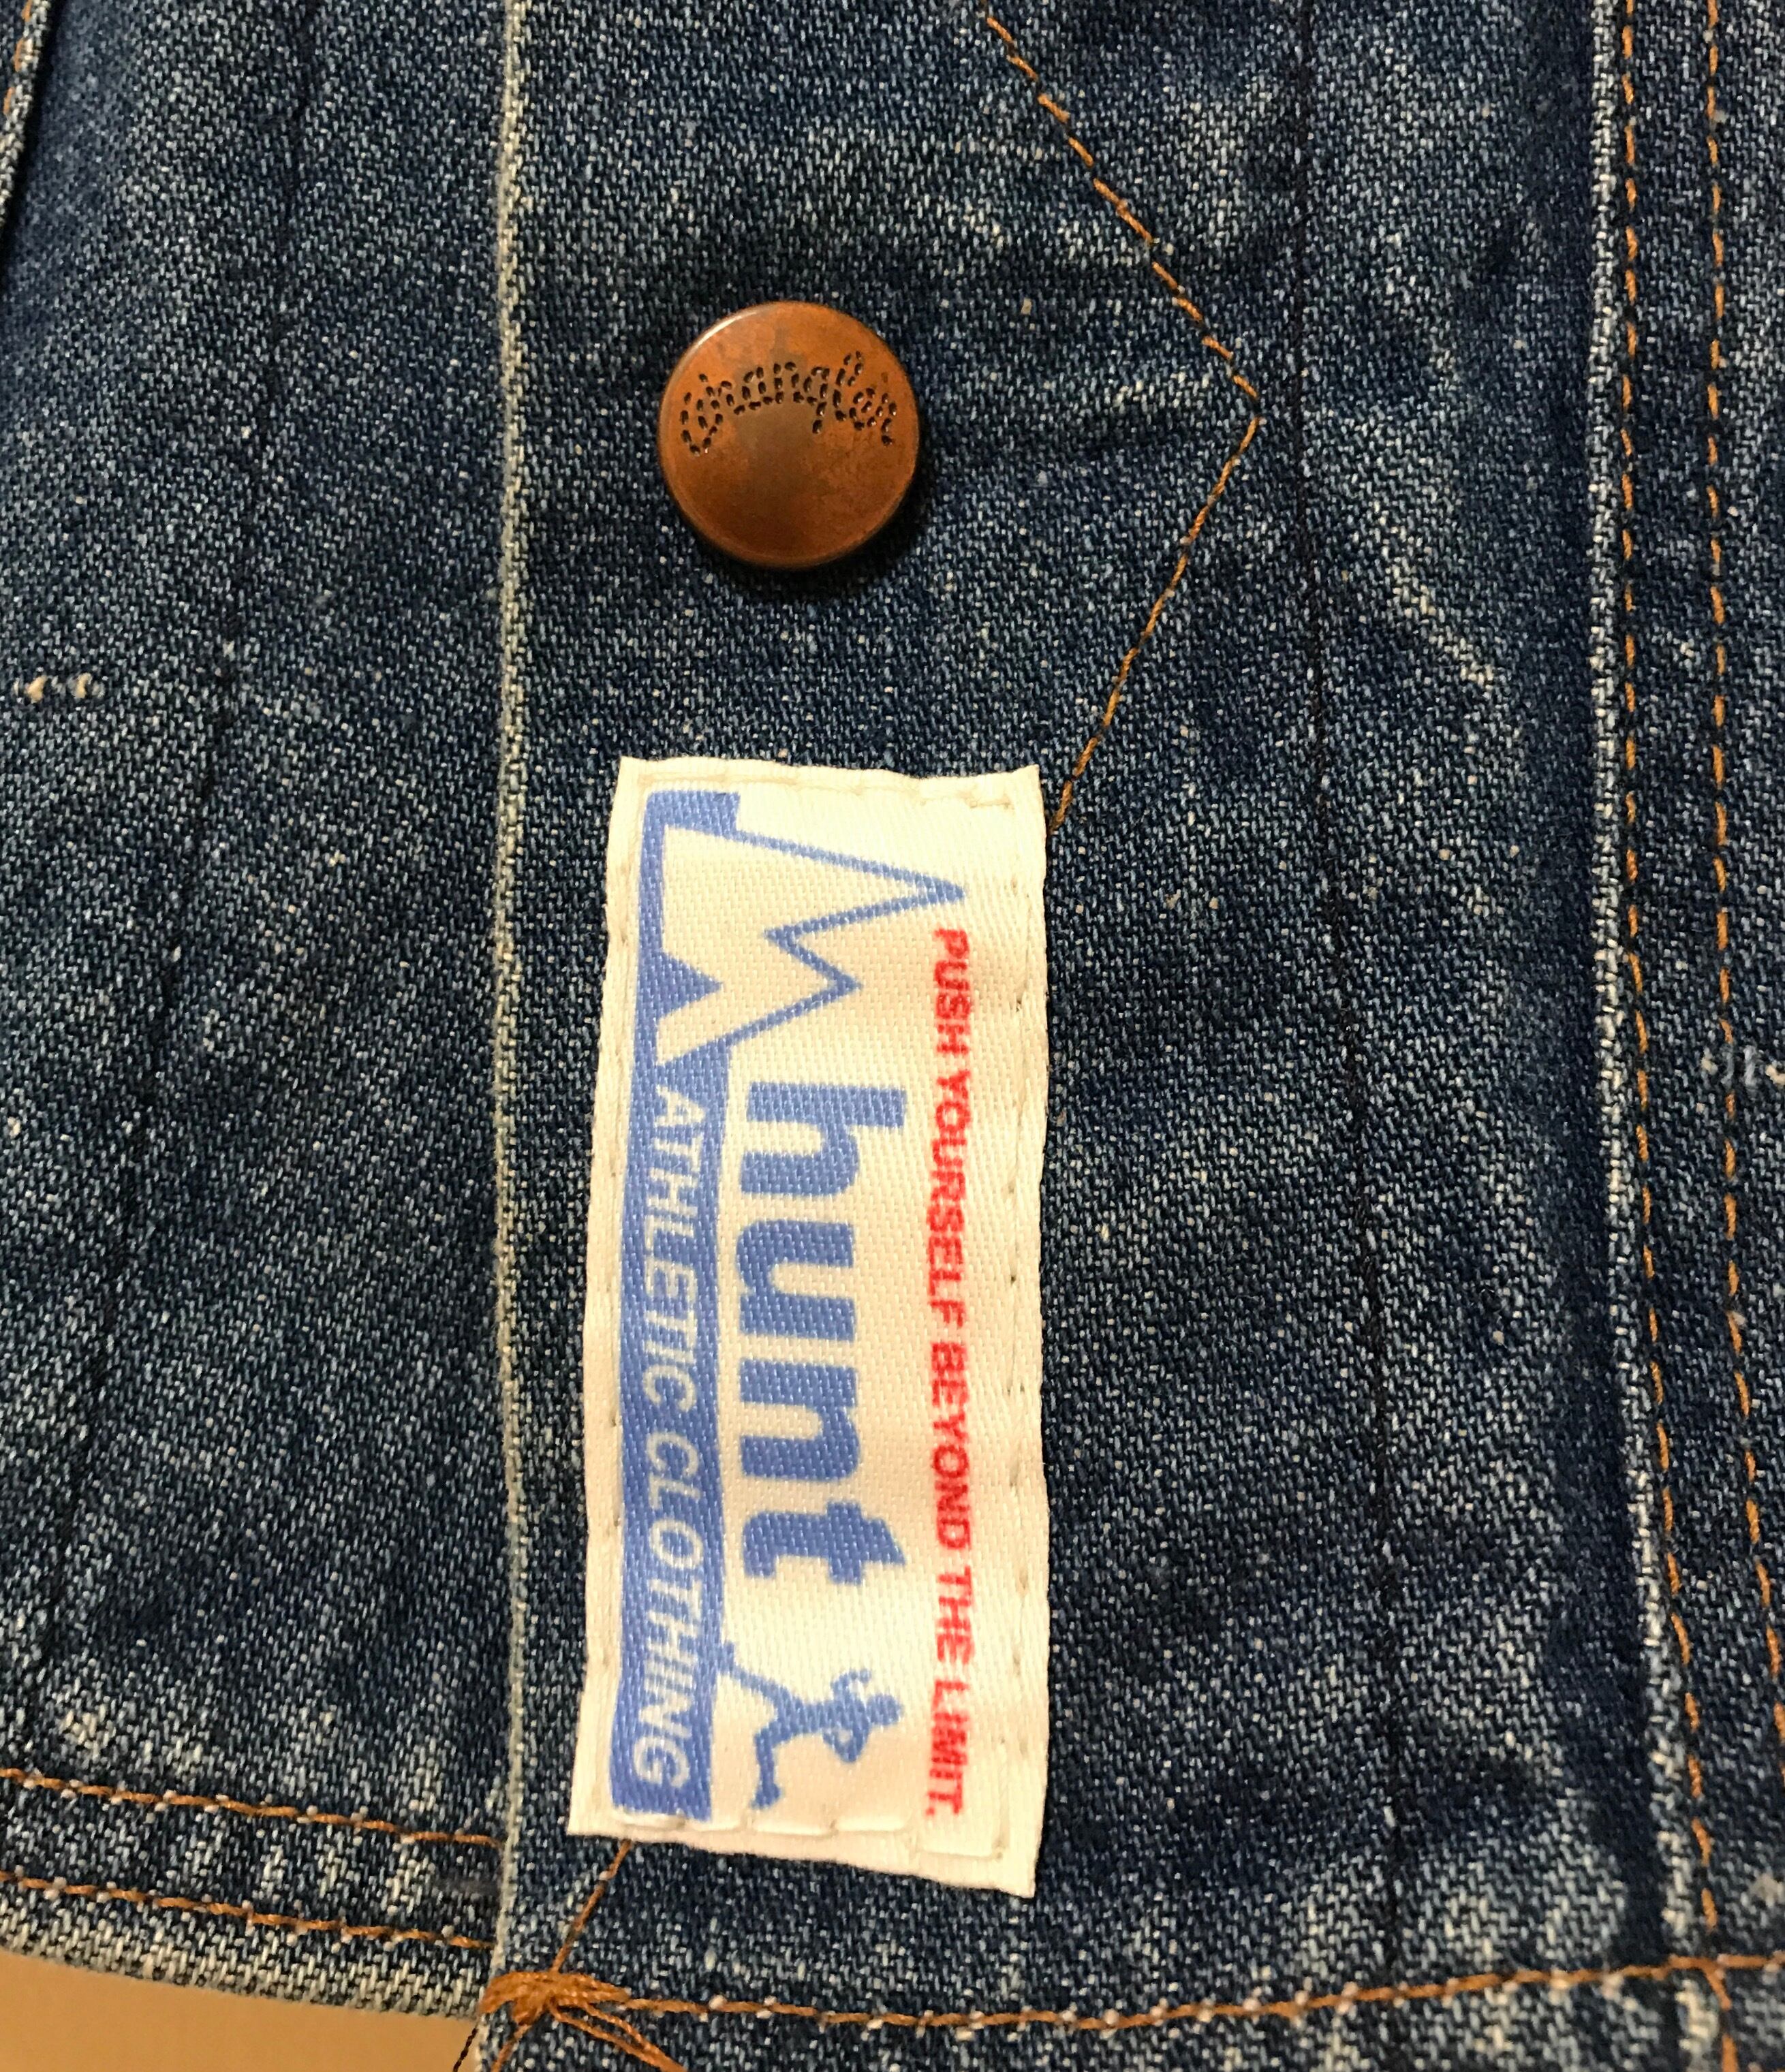 Wrangler
PUSH YOURSELF BEYOND THE LIMIT.
hunt
ATHLETIC CLOTHING